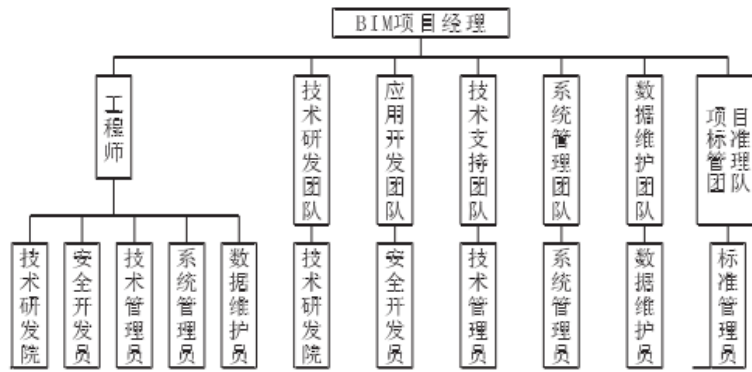 BIM项目经理
工程师
技术研发团队
应用开发团队
技术支持团队
系统管理团队
数据维护团队
项目
标准
管理
团队
技术研发院
安全开发员
技术管理员
系统管理员
数据维护员
技术研发院
安全开发员
技术管理员
系统管理员
数据维护员
标准管理员